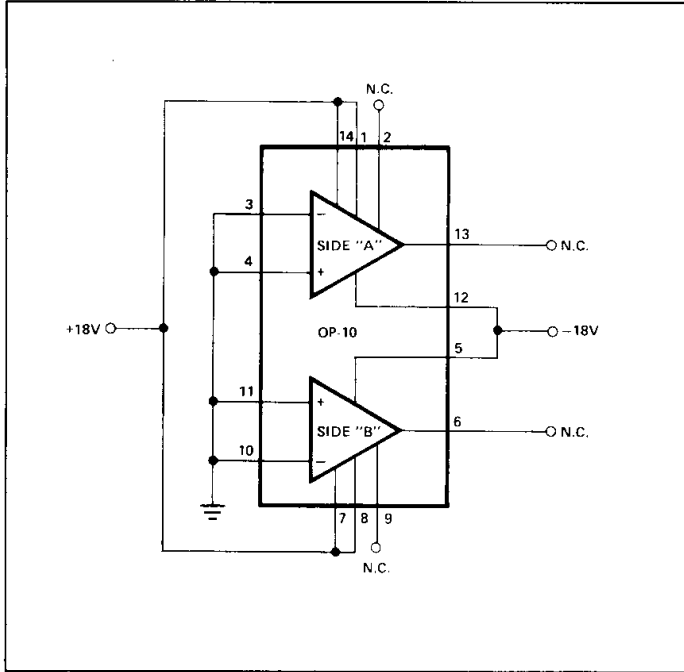 N.C.
14 1 2
3
−
SIDE "A"
13
N.C.
4
+
12
+18V
OP-10
−18V
5
11
+
SIDE "B"
6
N.C.
10
−
7 8 9
N.C.